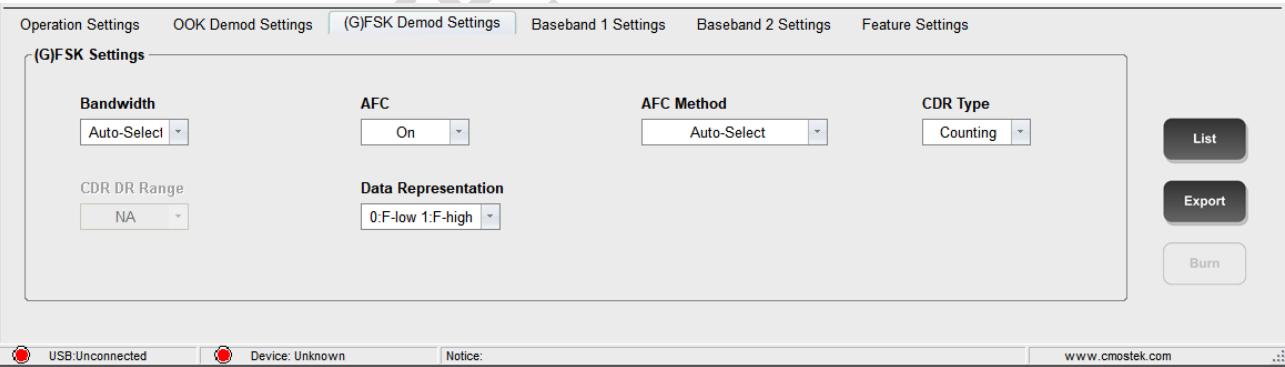 Operation Settings OOK Demod Settings (G)FSK Demod Settings Baseband 1 Settings Baseband 2 Settings Feature Settings
(G)FSK Settings
Bandwidth AFC AFC Method CDR Type
Auto-Select On Auto-Select Counting
List
CDR DR Range Data Representation
NA 0:F-low 1:F-high
Export
Burn
USB:Unconnected Device: Unknown Notice: www.cmostek.com